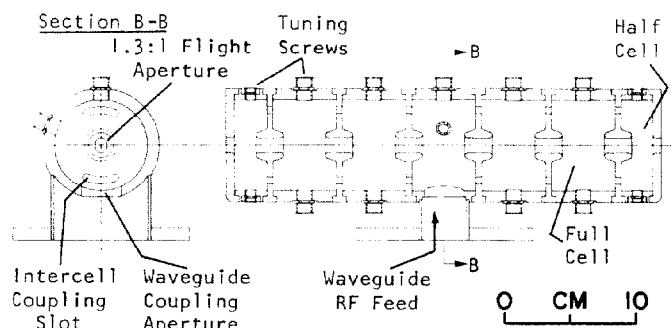 Section B-B
1.3:1 Flight
Aperture
Tuning
Screws
B
Half
Cell
Intercell
Coupling
Slot
Waveguide
Coupling
Aperture
Waveguide
RF Feed
B
Full
Cell
0 CM 10